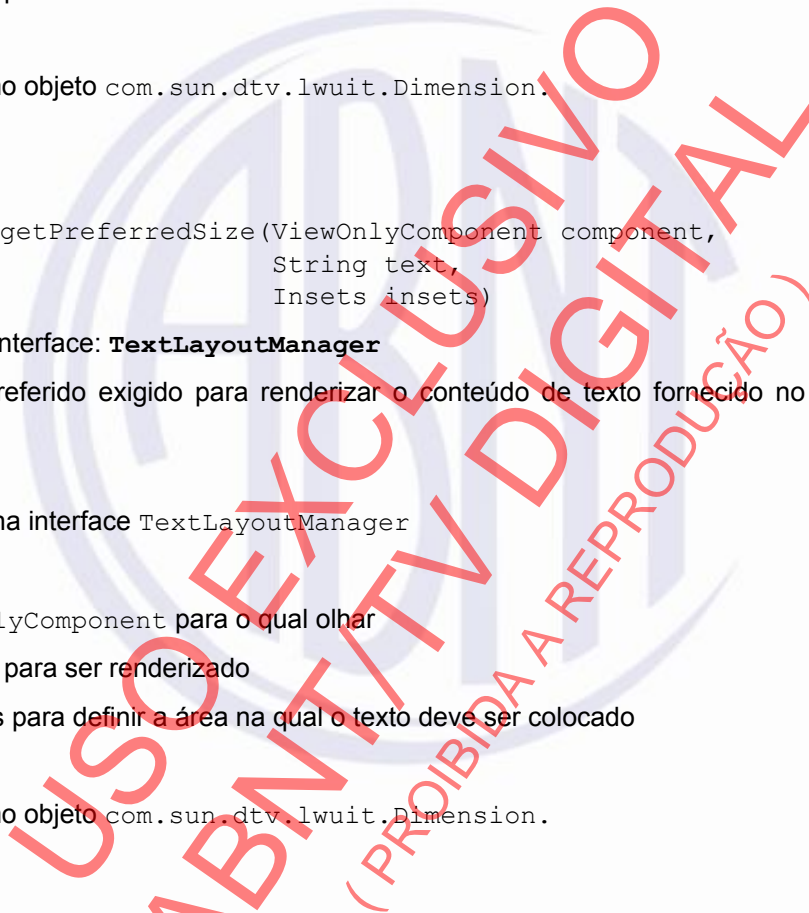 o objeto com.sun.dtv.lwuit.Dimension.
getPreferredSize(ViewOnlyComponent component,
String text,
Insets insets)
nterface: TextLayoutManager
referido exigido para renderizar o conteúdo de texto fornecido no
na interface TextLayoutManager
lyComponent para o qual olhar
para ser renderizado
s para definir a área na qual o texto deve ser colocado
o objeto com.sun.dtv.lwuit.Dimension.
USO EXCLUSIVO
ABNT/TV DIGITAL
( PROIBIDA A REPRODUÇÃO )
ABNT